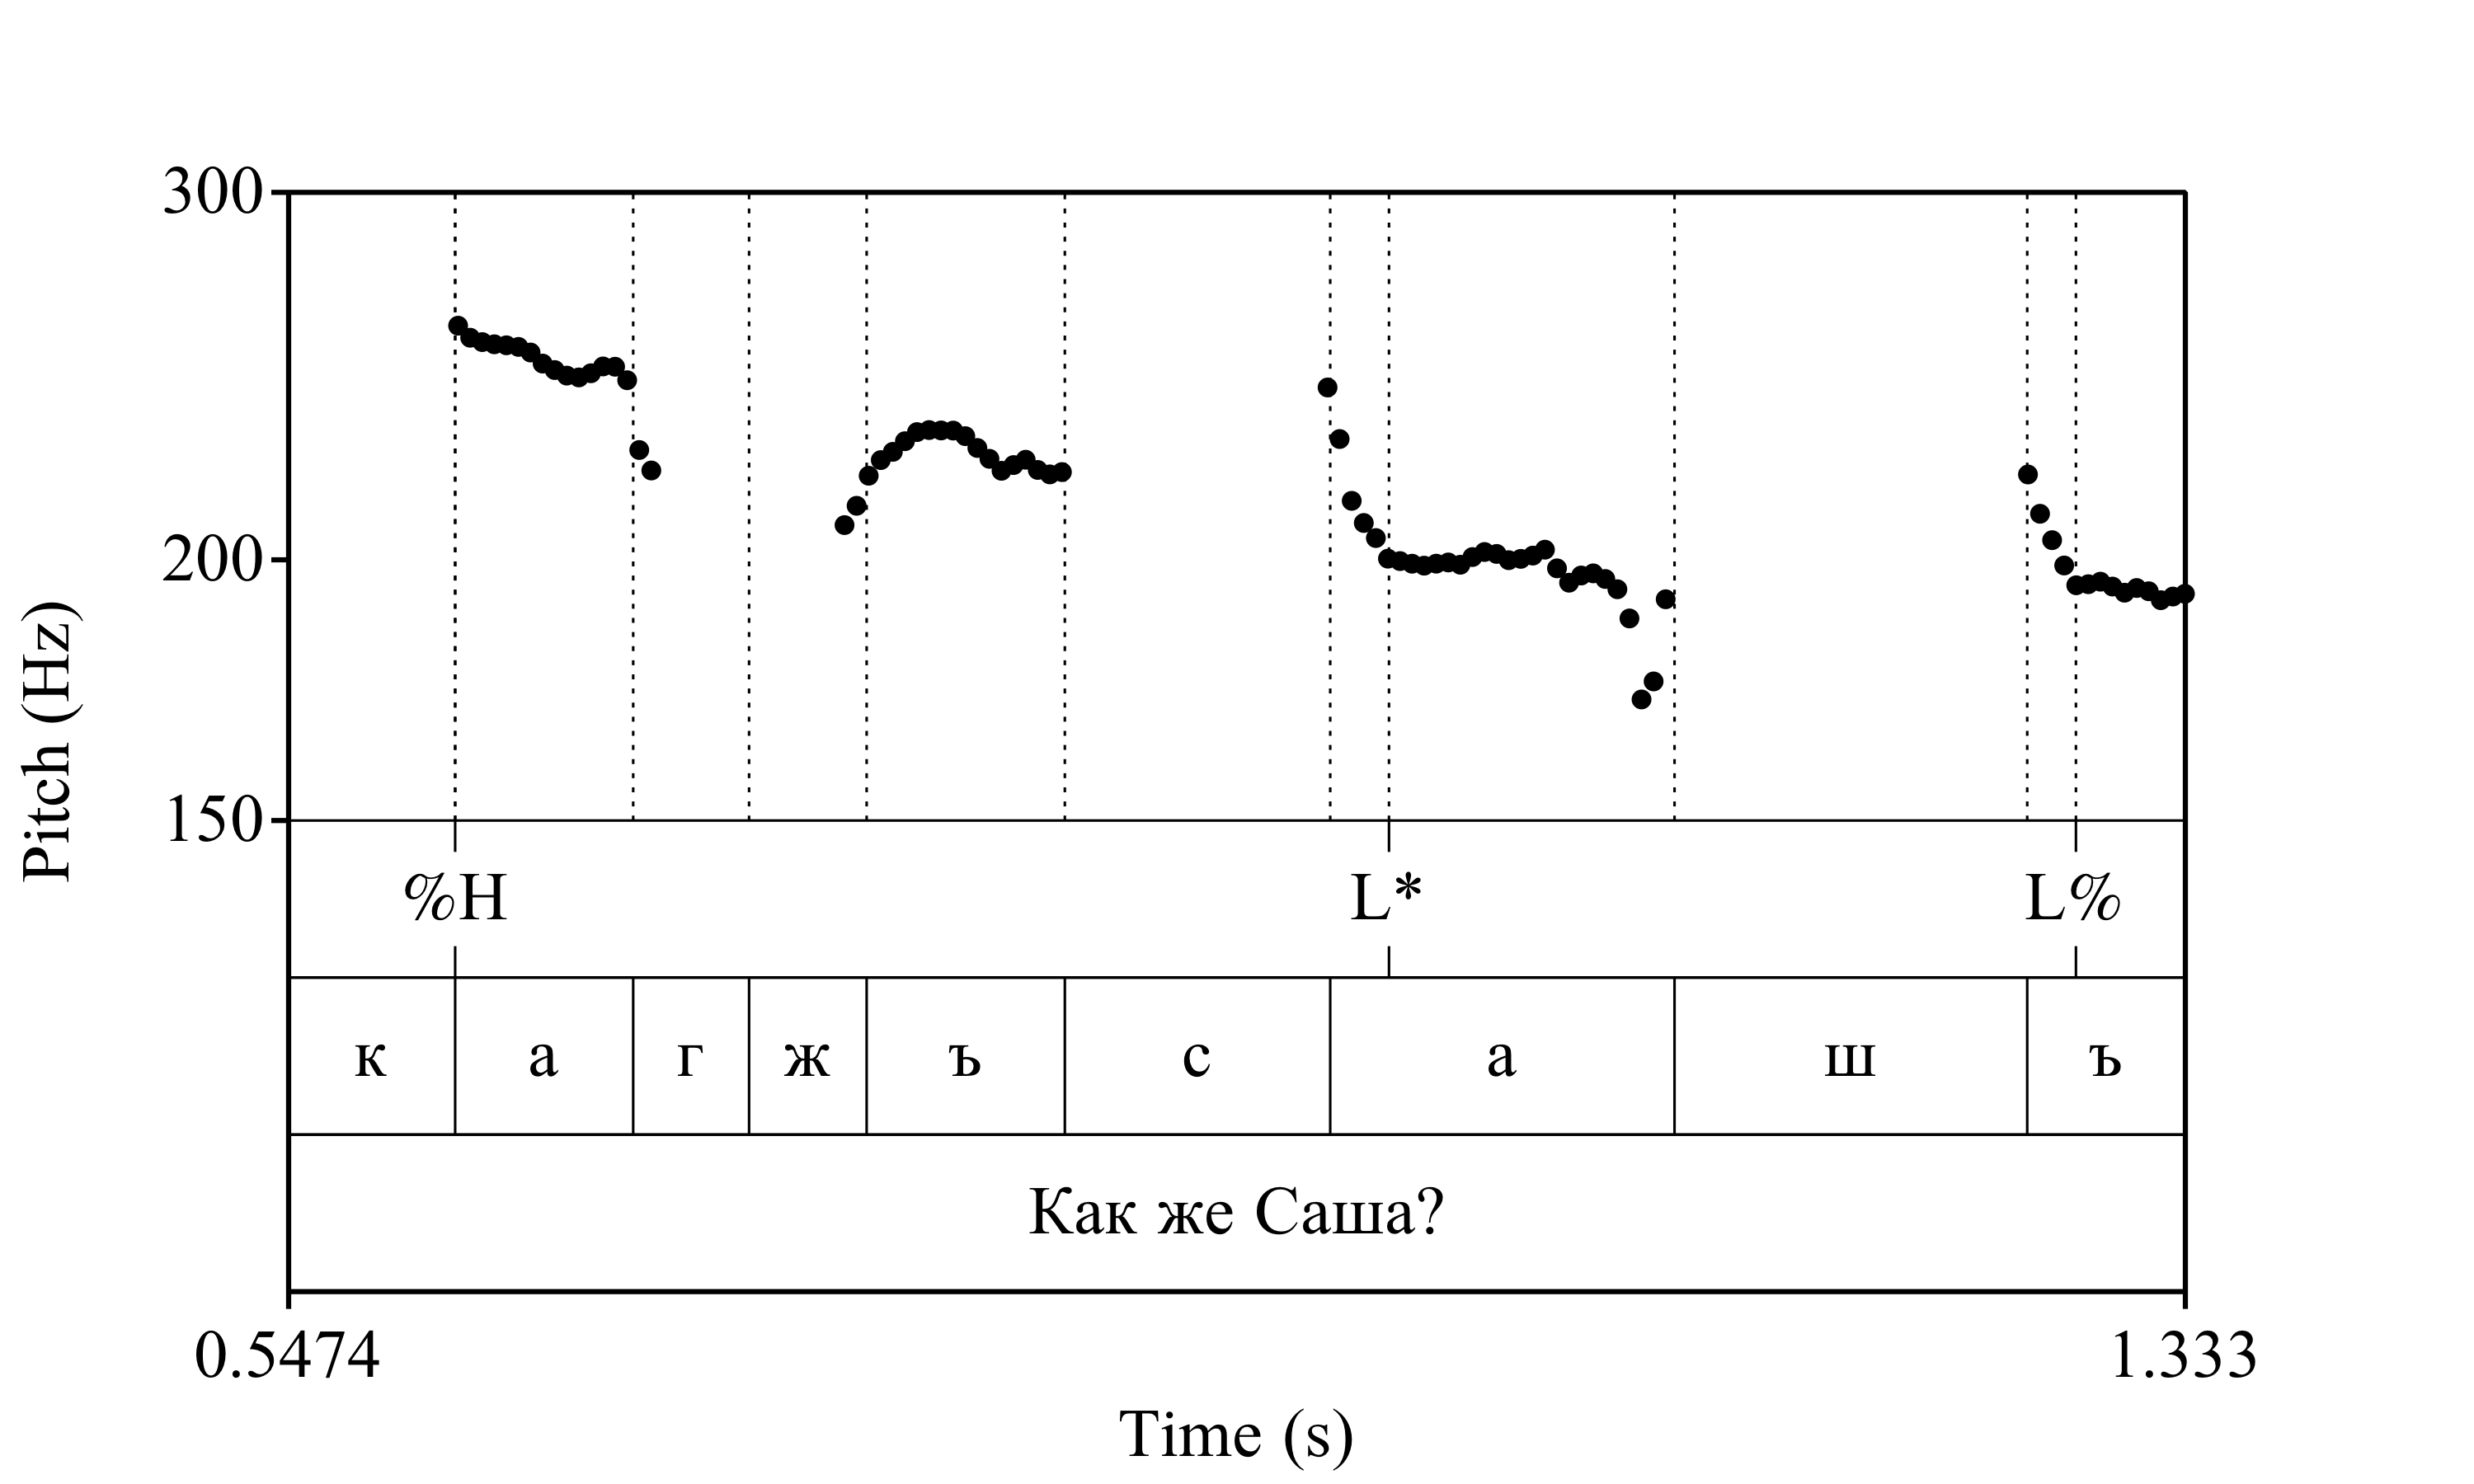 300
200
150
Pitch (Hz)
%H L* L%
к а г ж ъ с а ш ъ
Как же Саша?
0.5474 1.333
Time (s)